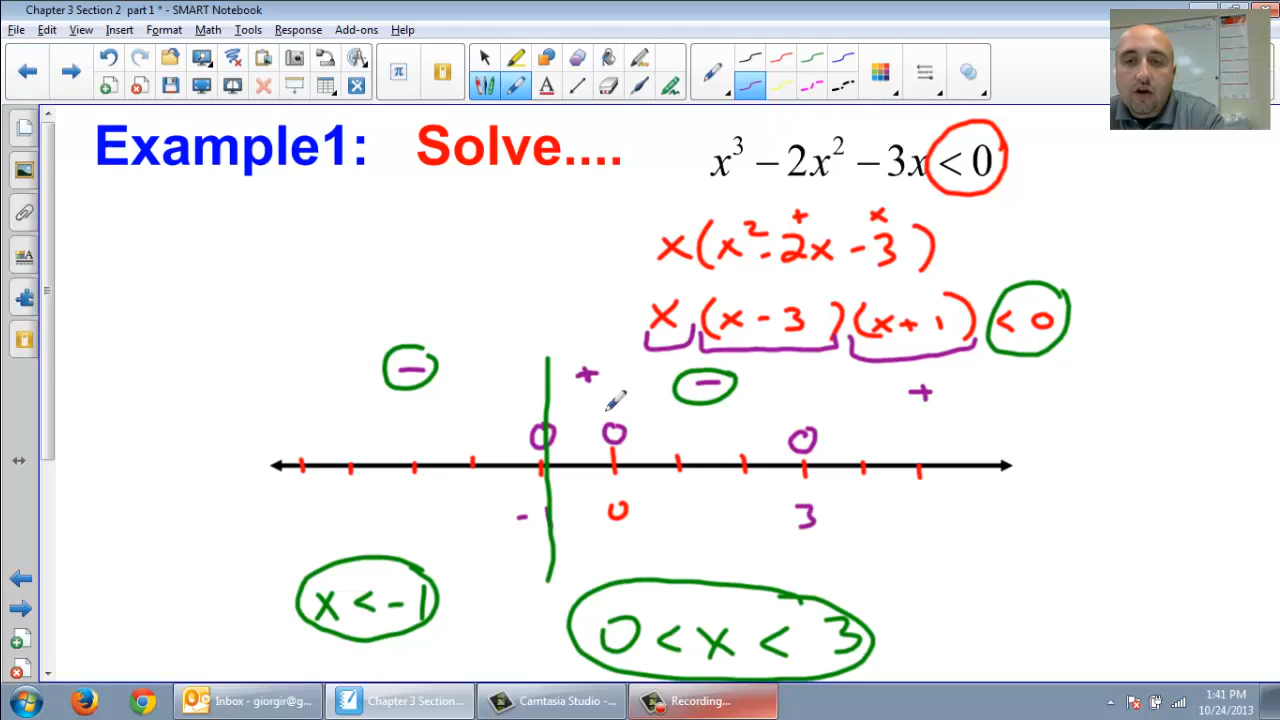 Chapter 3 Section 2 part 1 * - SMART Notebook
File Edit View Insert Format Math Tools Response Add-ons Help
Example1: Solve....
x³ − 2x² − 3x < 0
+ x
x(x² - 2x - 3)
x (x - 3) (x + 1) < 0
− + − +
0 0 0
-1 0 3
x < -1
0 < x < 3
Inbox - giorgir@g... Chapter 3 Section... Camtasia Studio -... Recording...
1:41 PM
10/24/2013